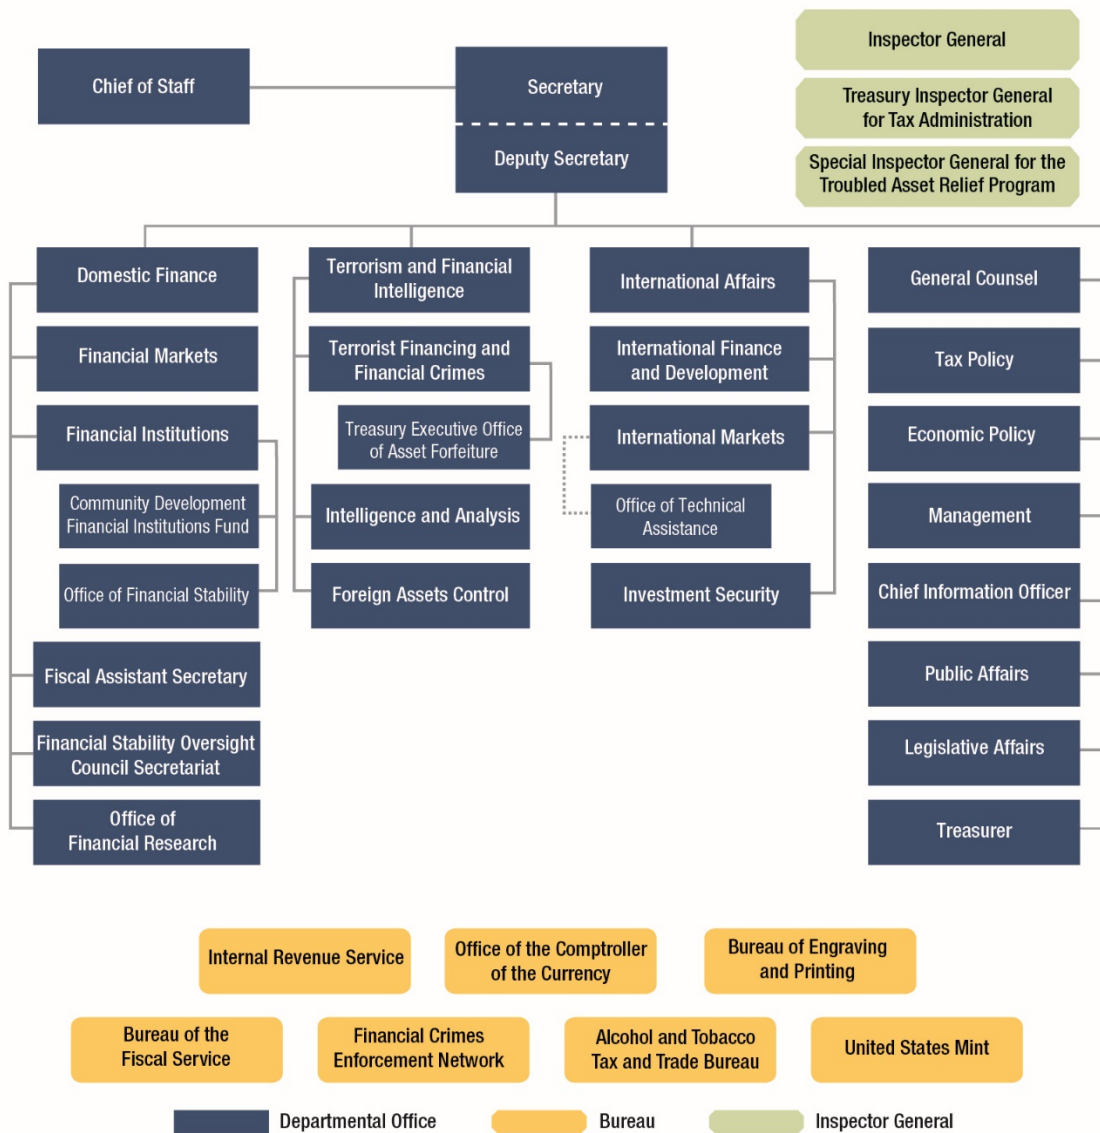 Chief of Staff
Secretary
Deputy Secretary
Inspector General
Treasury Inspector General
for Tax Administration
Special Inspector General for the
Troubled Asset Relief Program
Domestic Finance
Financial Markets
Financial Institutions
Community Development
Financial Institutions Fund
Office of Financial Stability
Fiscal Assistant Secretary
Financial Stability Oversight
Council Secretariat
Office of
Financial Research
Terrorism and Financial
Intelligence
Terrorist Financing and
Financial Crimes
Treasury Executive Office
of Asset Forfeiture
Intelligence and Analysis
Foreign Assets Control
International Affairs
International Finance
and Development
International Markets
Office of Technical
Assistance
Investment Security
General Counsel
Tax Policy
Economic Policy
Management
Chief Information Officer
Public Affairs
Legislative Affairs
Treasurer
Internal Revenue Service
Office of the Comptroller
of the Currency
Bureau of Engraving
and Printing
Bureau of the
Fiscal Service
Financial Crimes
Enforcement Network
Alcohol and Tobacco
Tax and Trade Bureau
United States Mint
Departmental Office
Bureau
Inspector General